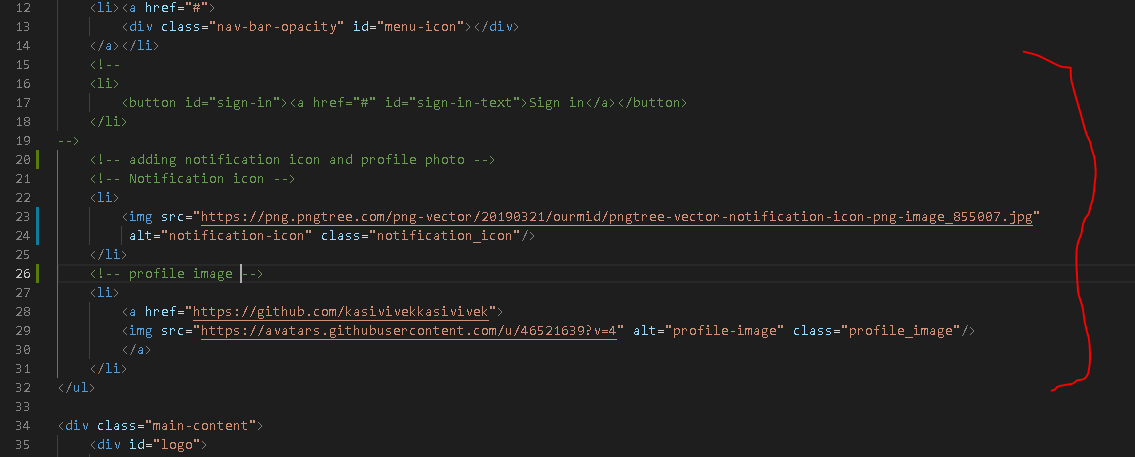 12 <li><a href="#">
13 <div class="nav-bar-opacity" id="menu-icon"></div>
14 </a></li>
15 <!--
16 <li>
17 <button id="sign-in"><a href="#" id="sign-in-text">Sign in</a></button>
18 </li>
19 -->
20 <!-- adding notification icon and profile photo -->
21 <!-- Notification icon -->
22 <li>
23 <img src="https://png.pngtree.com/png-vector/20190321/ourmid/pngtree-vector-notification-icon-png-image_855007.jpg"
24 alt="notification-icon" class="notification_icon"/>
25 </li>
26 <!-- profile image -->
27 <li>
28 <a href="https://github.com/kasivivekkasivivek">
29 <img src="https://avatars.githubusercontent.com/u/46521639?v=4" alt="profile-image" class="profile_image"/>
30 </a>
31 </li>
32 </ul>
33
34 <div class="main-content">
35 <div id="logo">